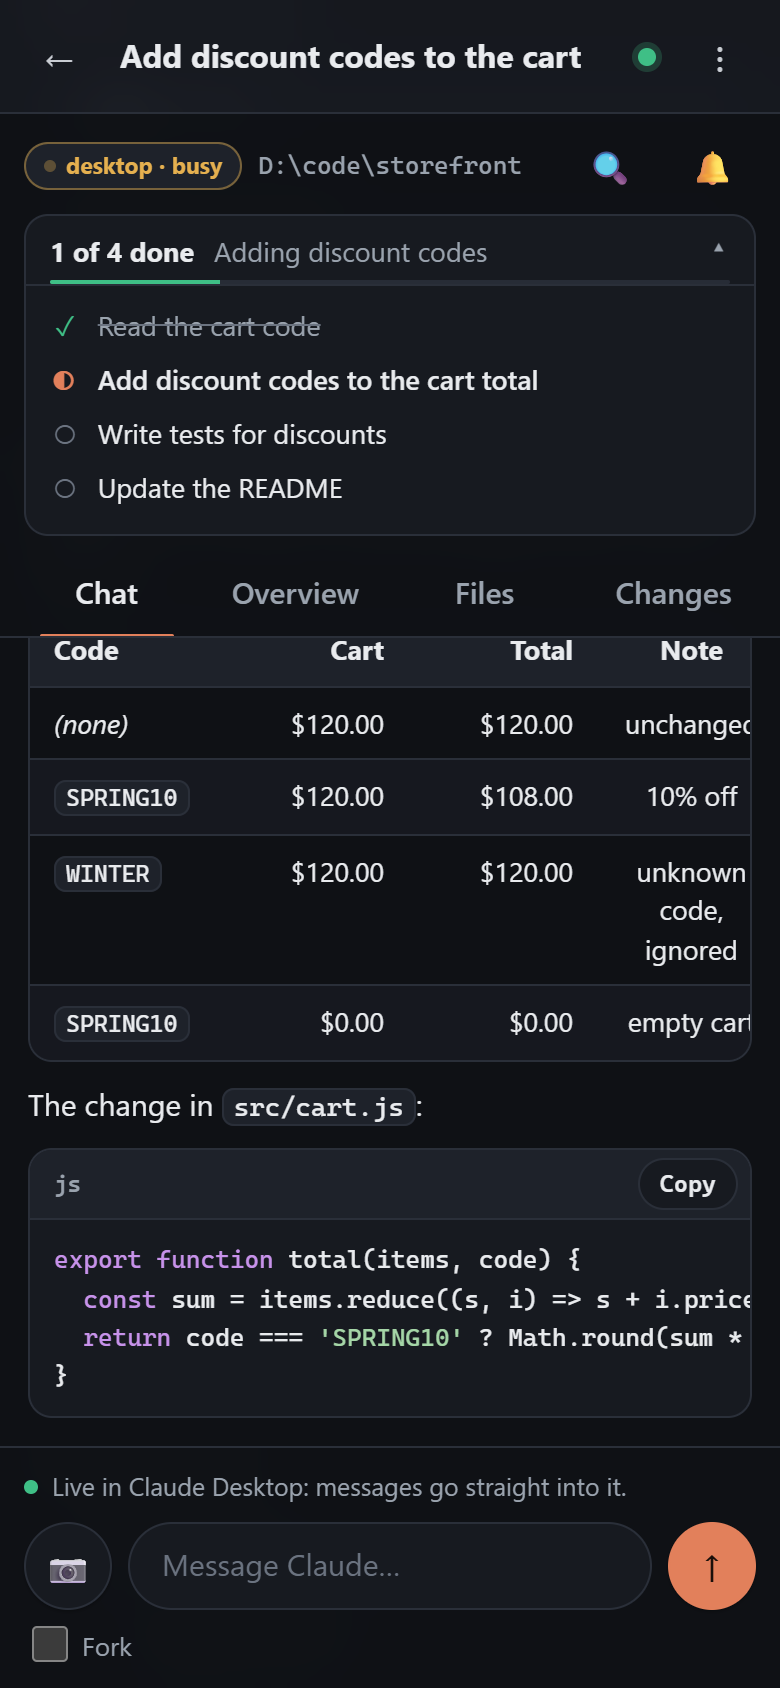 Add discount codes to the cart
desktop · busy D:\code\storefront
1 of 4 done Adding discount codes
Read the cart code
Add discount codes to the cart total
Write tests for discounts
Update the README
Chat Overview Files Changes
Code Cart Total Note
(none) $120.00 $120.00 unchanged
SPRING10 $120.00 $108.00 10% off
WINTER $120.00 $120.00 unknown
code,
ignored
SPRING10 $0.00 $0.00 empty cart
The change in src/cart.js:
js Copy
export function total(items, code) {
const sum = items.reduce((s, i) => s + i.price
return code === 'SPRING10' ? Math.round(sum *
}
Live in Claude Desktop: messages go straight into it.
Message Claude...
Fork